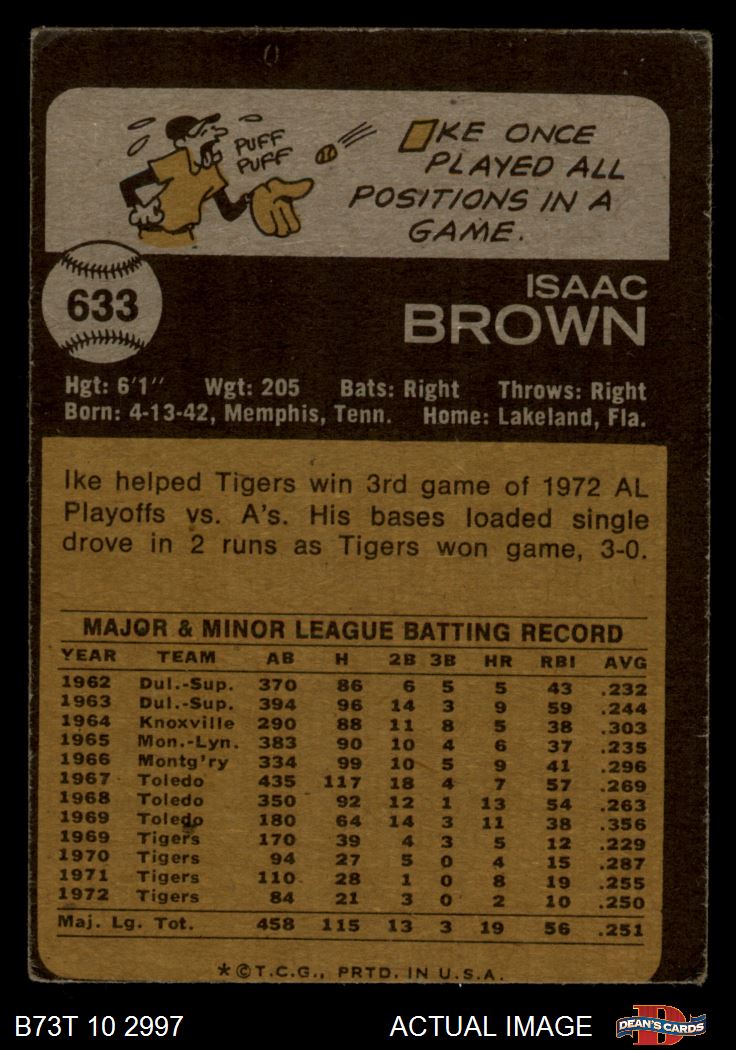 PUFF
PUFF
IKE ONCE
PLAYED ALL
POSITIONS IN A
GAME.
633
ISAAC
BROWN
Hgt: 6'1" Wgt: 205 Bats: Right Throws: Right
Born: 4-13-42, Memphis, Tenn. Home: Lakeland, Fla.
Ike helped Tigers win 3rd game of 1972 AL
Playoffs vs. A's. His bases loaded single
drove in 2 runs as Tigers won game, 3-0.
MAJOR & MINOR LEAGUE BATTING RECORD
YEAR TEAM AB H 2B 3B HR RBI AVG
1962 Dul.-Sup. 370 86 6 5 5 43 .232
1963 Dul.-Sup. 394 96 14 3 9 59 .244
1964 Knoxville 290 88 11 8 5 38 .303
1965 Mon.-Lyn. 383 90 10 4 6 37 .235
1966 Montg'ry 334 99 10 5 9 41 .296
1967 Toledo 435 117 18 4 7 57 .269
1968 Toledo 350 92 12 1 13 54 .263
1969 Toledo 180 64 14 3 11 38 .356
1969 Tigers 170 39 4 3 5 12 .229
1970 Tigers 94 27 5 0 4 15 .287
1971 Tigers 110 28 1 0 8 19 .255
1972 Tigers 84 21 3 0 2 10 .250
Maj. Lg. Tot. 458 115 13 3 19 56 .251
*©T.C.G., PRTD. IN U.S.A.
B73T 10 2997 ACTUAL IMAGE
D
DEAN'S CARDS